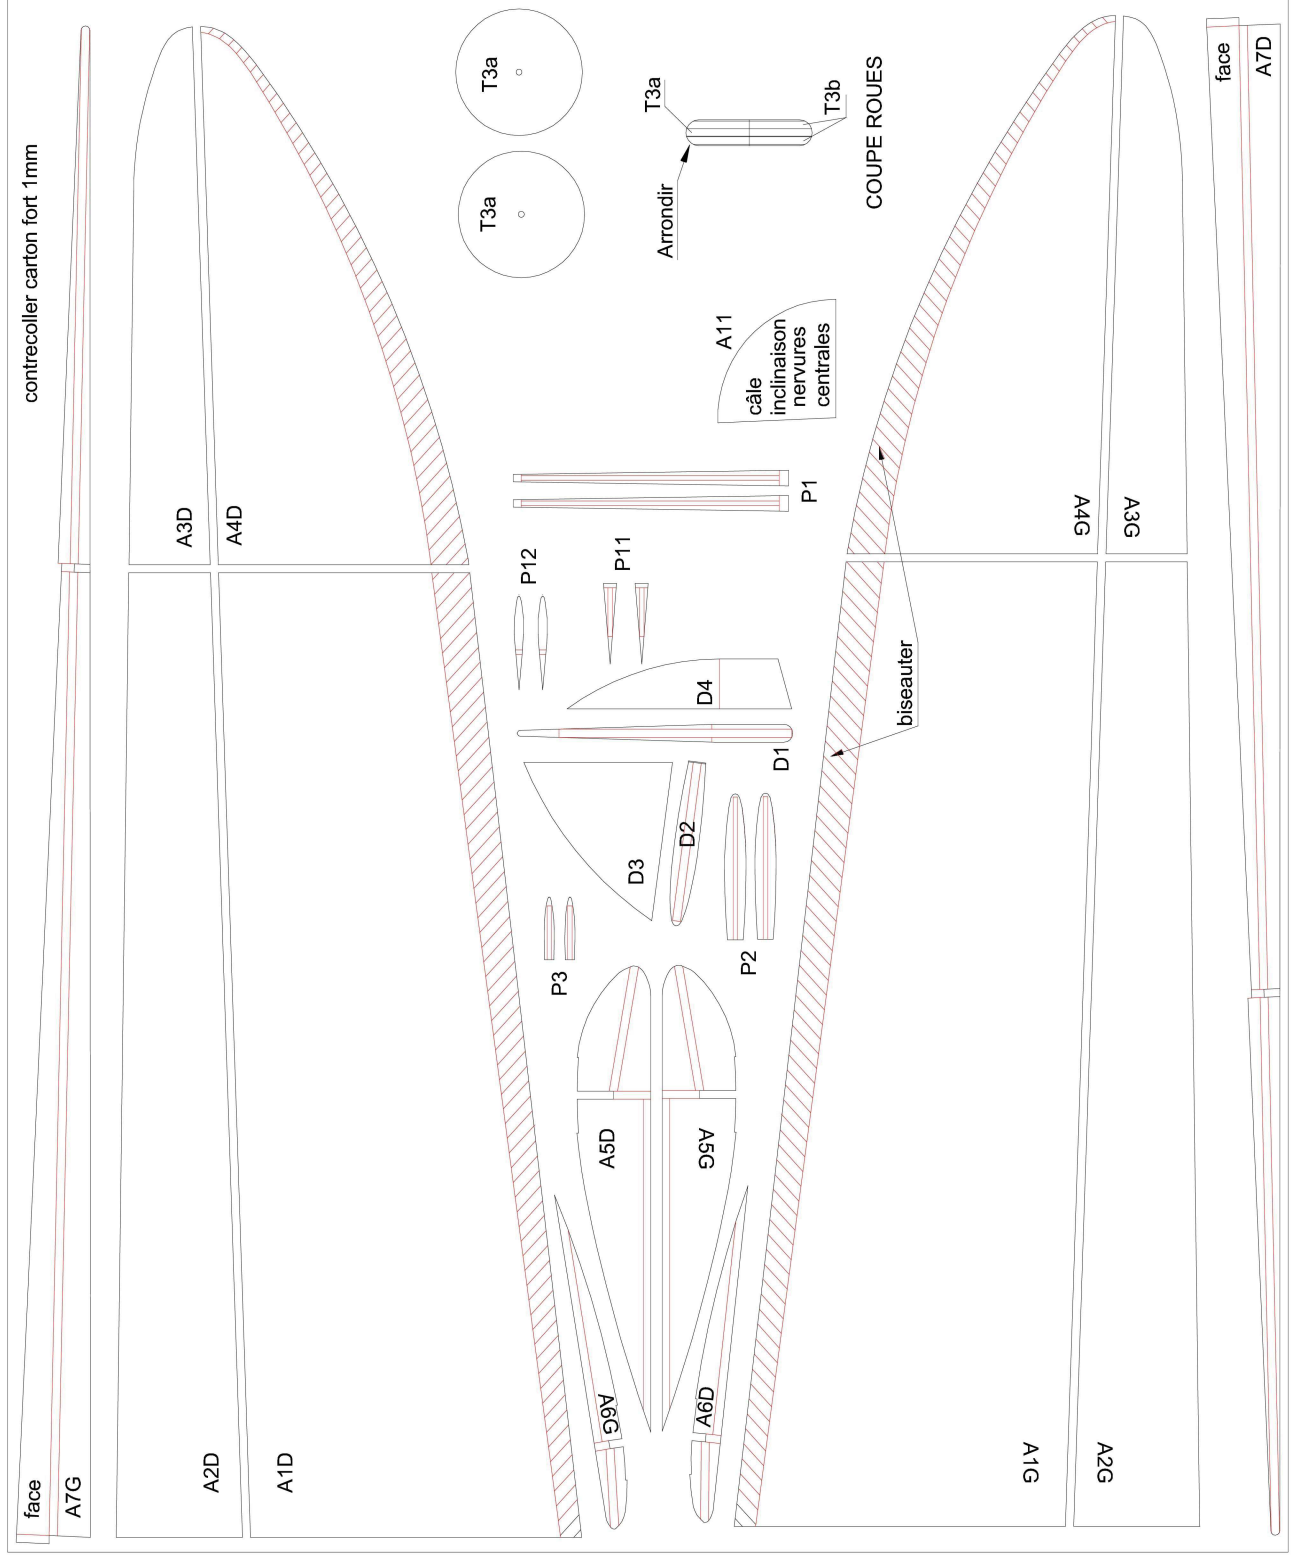 contrecoller carton fort 1mm
A3D
A4D
T3a
T3a
T3a
T3b
Arrondir
COUPE ROUES
A11
câle
inclinaison
nervures
centrales
P1
P12
P11
D4
D1
D3
D2
P3
P2
A5D
A5G
A6G
A9D
biseauter
A4G
A3G
face
A7D
face
A7G
A2D
A1D
A1G
A2G